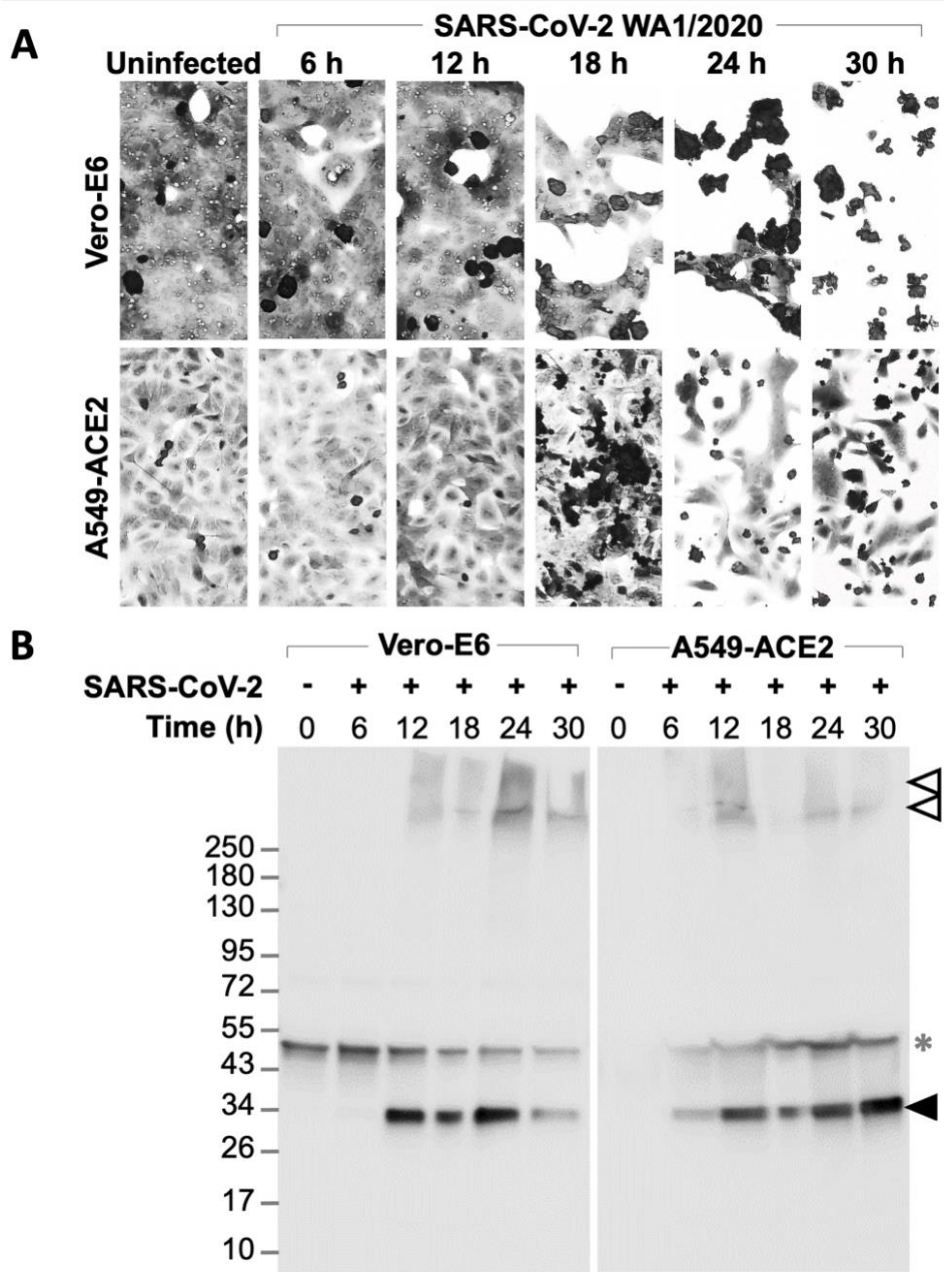 A
SARS-CoV-2 WA1/2020
Uninfected 6 h 12 h 18 h 24 h 30 h
Vero-E6
A549-ACE2
B
Vero-E6 A549-ACE2
SARS-CoV-2 - + + + + + - + + + + +
Time (h) 0 6 12 18 24 30 0 6 12 18 24 30
250
180
130
95
72
55
*
43
34
26
17
10